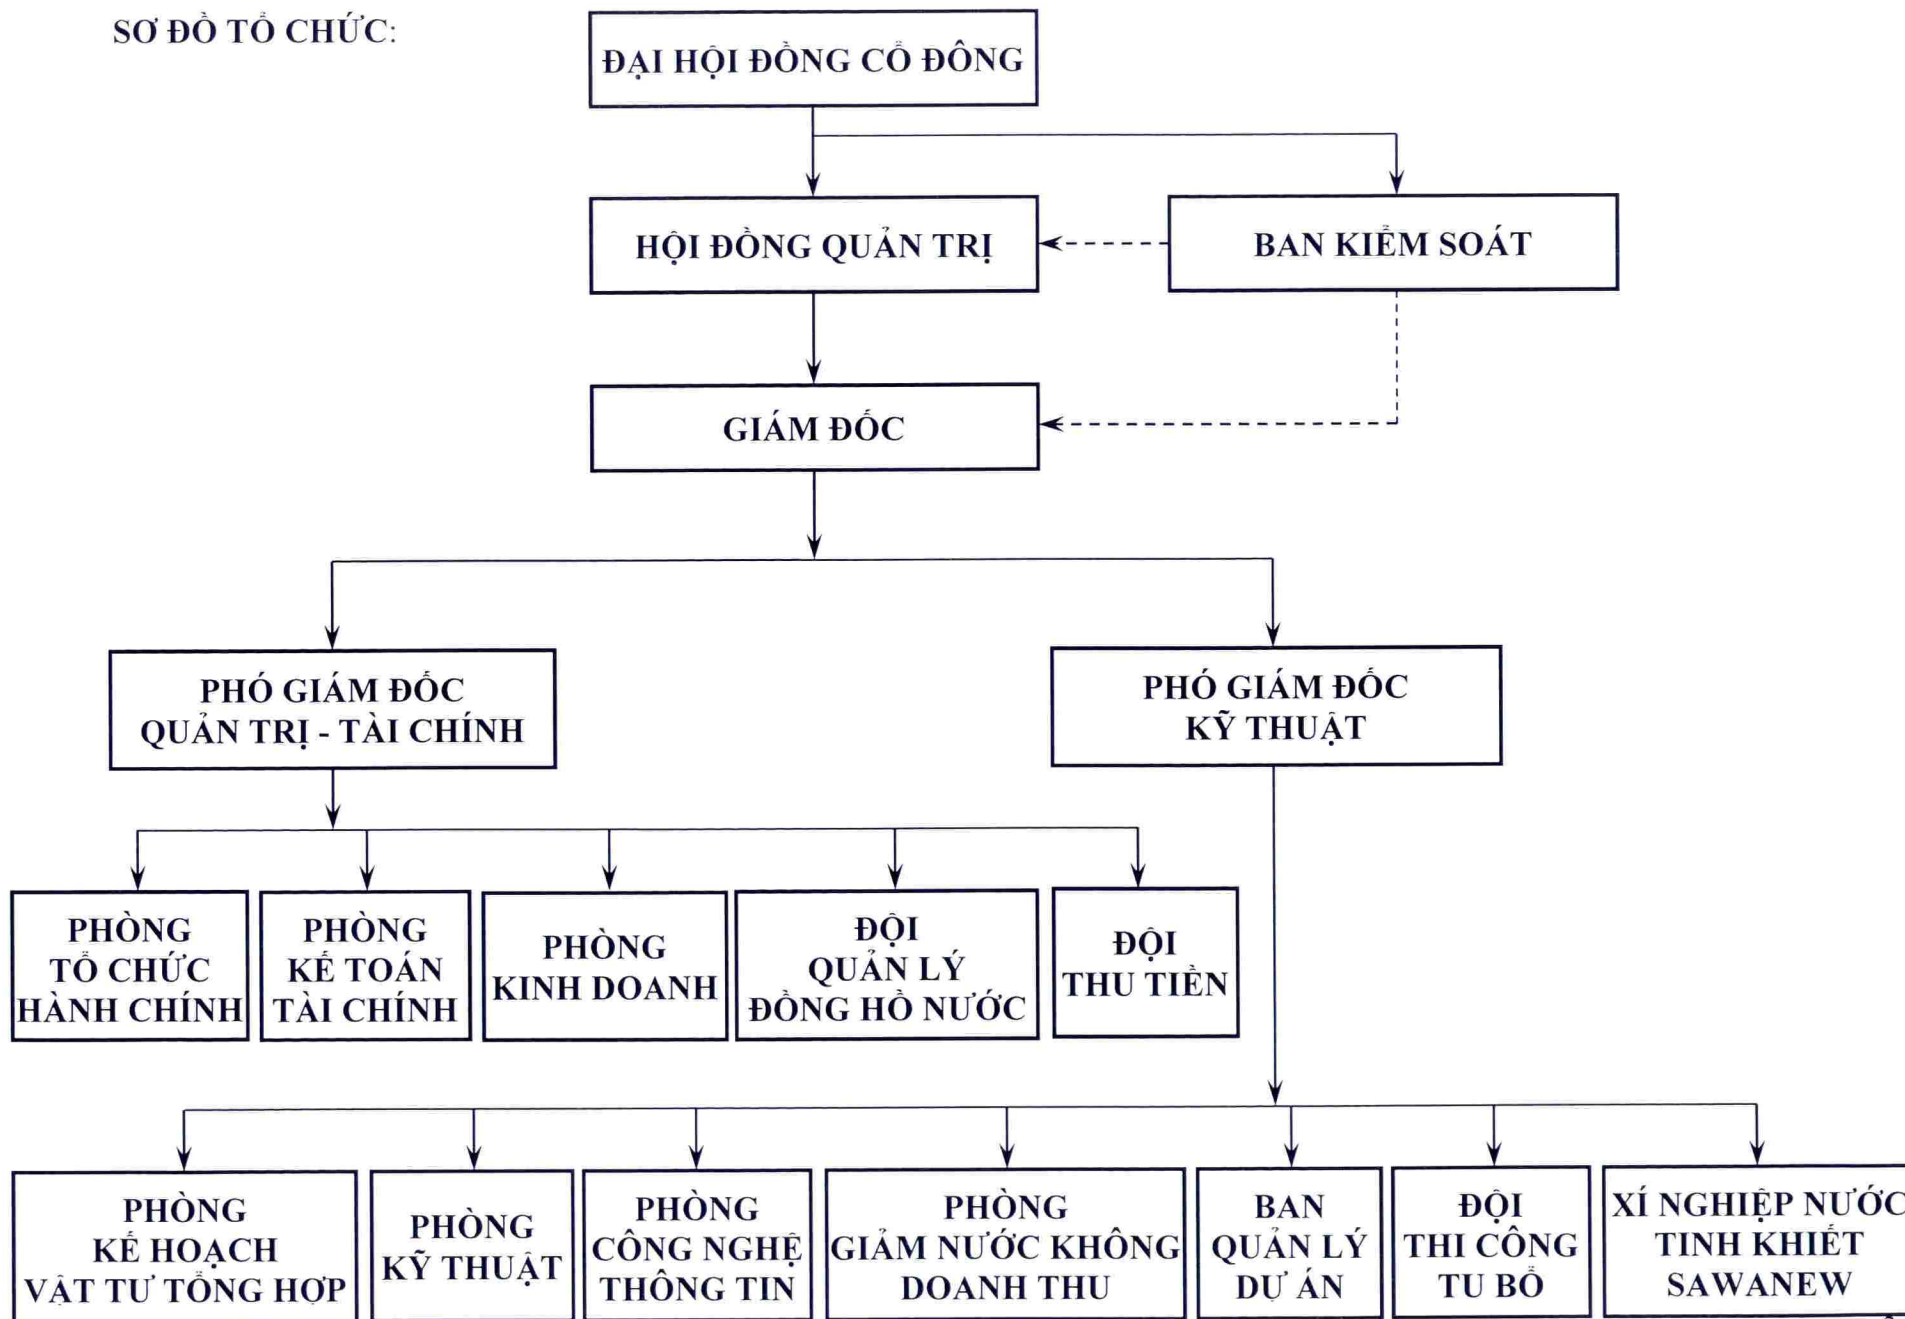 SƠ ĐỒ TỔ CHỨC:
ĐẠI HỘI ĐỒNG CỔ ĐÔNG
HỘI ĐỒNG QUẢN TRỊ
BAN KIỂM SOÁT
GIÁM ĐỐC
PHÓ GIÁM ĐỐC
QUẢN TRỊ - TÀI CHÍNH
PHÓ GIÁM ĐỐC
KỸ THUẬT
PHÒNG
TỔ CHỨC
HÀNH CHÍNH
PHÒNG
KẾ TOÁN
TÀI CHÍNH
PHÒNG
KINH DOANH
ĐỘI
QUẢN LÝ
ĐỒNG HỒ NƯỚC
ĐỘI
THU TIỀN
PHÒNG
KẾ HOẠCH
VẬT TƯ TỔNG HỢP
PHÒNG
KỸ THUẬT
PHÒNG
CÔNG NGHỆ
THÔNG TIN
PHÒNG
GIẢM NƯỚC KHÔNG
DOANH THU
BAN
QUẢN LÝ
DỰ ÁN
ĐỘI
THI CÔNG
TU BỔ
XÍ NGHIỆP NƯỚC
TINH KHIẾT
SAWANEW